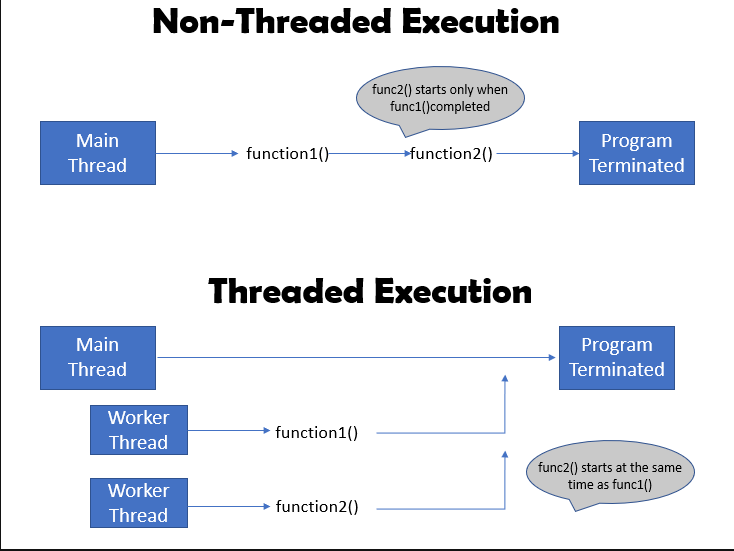 Non-Threaded Execution
func2() starts only when
func1()completed
Main
Thread
function1()
function2()
Program
Terminated
Threaded Execution
Main
Thread
Program
Terminated
Worker
Thread
function1()
func2() starts at the same
time as func1()
Worker
Thread
function2()